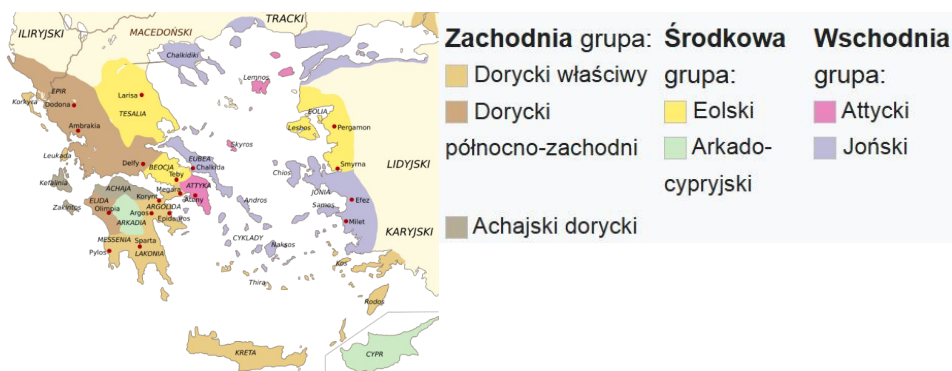 TRACKI
ILIRYJSKI
MACEDOŃSKI
Chalkidiki
Lemnos
EPIR
Larisa
Korkyra
Dodona
TESALIA
EOLIA
Lesbos
Pergamon
Ambrakia
Skyros
Leukada
Delfy
EUBEA
LIDYJSKI
BEOCJA
Chalkida
Smyrna
Kefalinia
Teby
Chios
ACHAJA
Megara
ATTYKA
JONIA
Zakintos
ELIDA
Korynt
Ateny
Efez
Olimpia
ARGOLIDA
Andros
Samos
Argos
Epidauros
ARKADIA
Milet
MESSENIA
Sparta
CYKLADY
KARYJSKI
Pylos
LAKONIA
Naksos
Kos
Thira
Rodos
KRETA
CYPR
Zachodnia grupa:
Dorycki właściwy
Dorycki
północno-zachodni
Achajski dorycki
Środkowa
grupa:
Eolski
Arkado-
cypryjski
Wschodnia
grupa:
Attycki
Joński